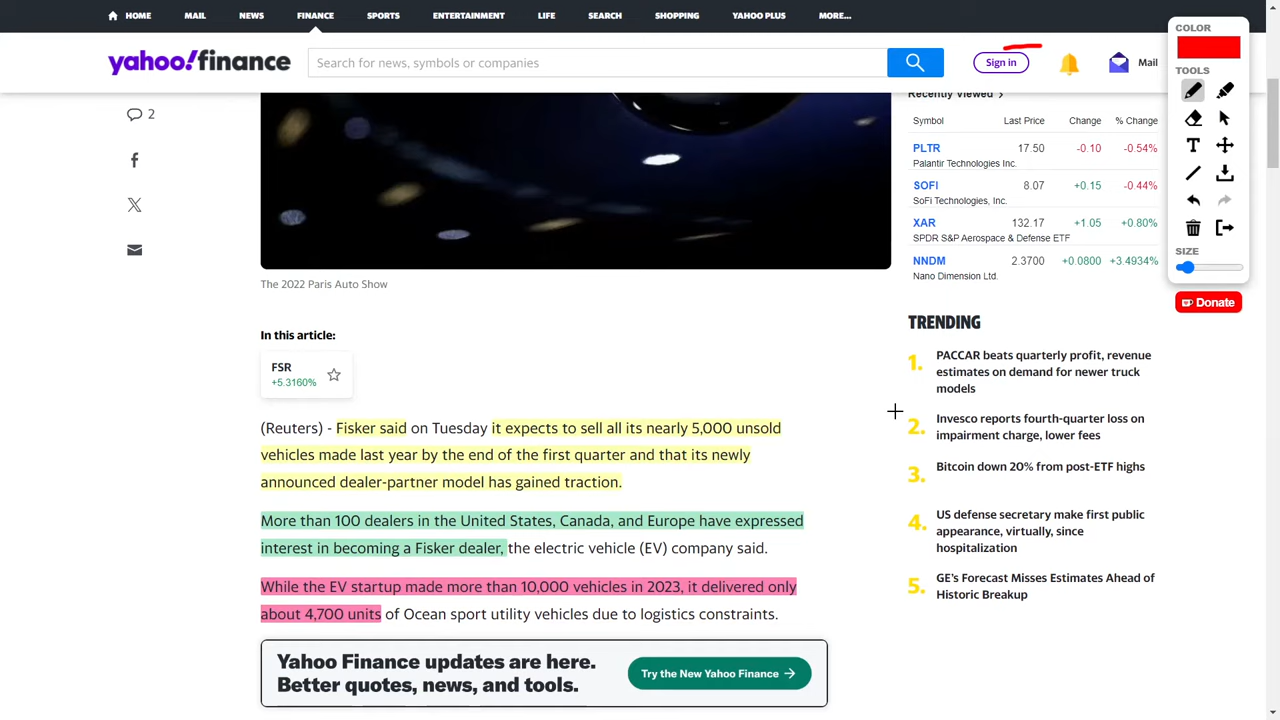 HOME MAIL NEWS FINANCE SPORTS ENTERTAINMENT LIFE SEARCH SHOPPING YAHOO PLUS MORE...
yahoo!finance
Search for news, symbols or companies
Sign in
Mail
COLOR
TOOLS
SIZE
Donate
2
The 2022 Paris Auto Show
In this article:
FSR
+5.3160%
(Reuters) - Fisker said on Tuesday it expects to sell all its nearly 5,000 unsold
vehicles made last year by the end of the first quarter and that its newly
announced dealer-partner model has gained traction.
More than 100 dealers in the United States, Canada, and Europe have expressed
interest in becoming a Fisker dealer, the electric vehicle (EV) company said.
While the EV startup made more than 10,000 vehicles in 2023, it delivered only
about 4,700 units of Ocean sport utility vehicles due to logistics constraints.
Yahoo Finance updates are here.
Better quotes, news, and tools.
Try the New Yahoo Finance
Recently Viewed
Symbol Last Price Change % Change
PLTR 17.50 -0.10 -0.54%
Palantir Technologies Inc.
SOFI 8.07 +0.15 -0.44%
SoFi Technologies, Inc.
XAR 132.17 +1.05 +0.80%
SPDR S&P Aerospace & Defense ETF
NNDM 2.3700 +0.0800 +3.4934%
Nano Dimension Ltd.
TRENDING
1. PACCAR beats quarterly profit, revenue
estimates on demand for newer truck
models
2. Invesco reports fourth-quarter loss on
impairment charge, lower fees
3. Bitcoin down 20% from post-ETF highs
4. US defense secretary make first public
appearance, virtually, since
hospitalization
5. GE's Forecast Misses Estimates Ahead of
Historic Breakup